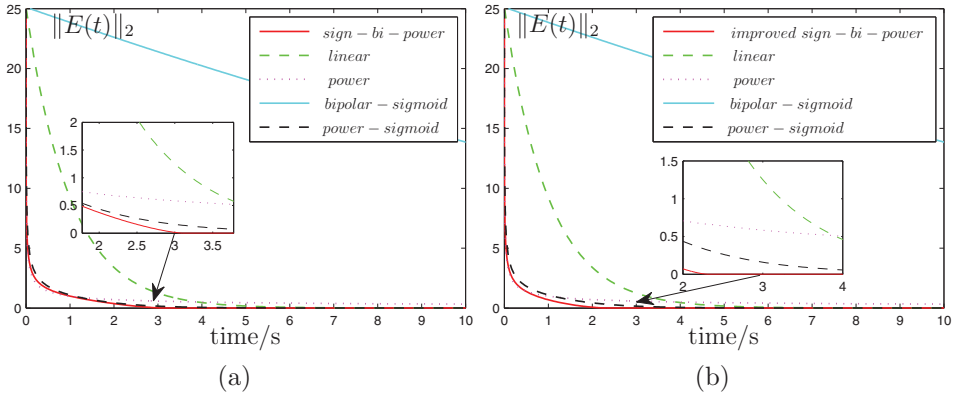 ‖E(t)‖₂
25
20
15
10
5
0
0 1 2 3 4 5 6 7 8 9 10
time/s
sign − bi − power
linear
power
bipolar − sigmoid
power − sigmoid
2
1.5
1
0.5
0
2 2.5 3 3.5
(a)
‖E(t)‖₂
25
20
15
10
5
0
0 1 2 3 4 5 6 7 8 9 10
time/s
improved sign − bi − power
linear
power
bipolar − sigmoid
power − sigmoid
1.5
1
0.5
0
2 3 4
(b)